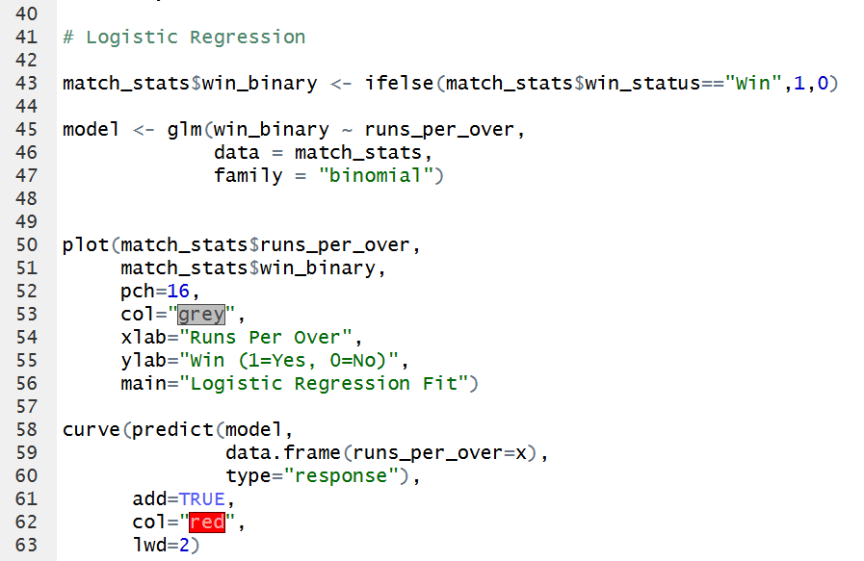 40
41 # Logistic Regression
42
43 match_stats$win_binary <- ifelse(match_stats$win_status=="Win",1,0)
44
45 model <- glm(win_binary ~ runs_per_over,
46 data = match_stats,
47 family = "binomial")
48
49
50 plot(match_stats$runs_per_over,
51 match_stats$win_binary,
52 pch=16,
53 col="grey",
54 xlab="Runs Per Over",
55 ylab="Win (1=Yes, 0=No)",
56 main="Logistic Regression Fit")
57
58 curve(predict(model,
59 data.frame(runs_per_over=x),
60 type="response"),
61 add=TRUE,
62 col="red",
63 lwd=2)